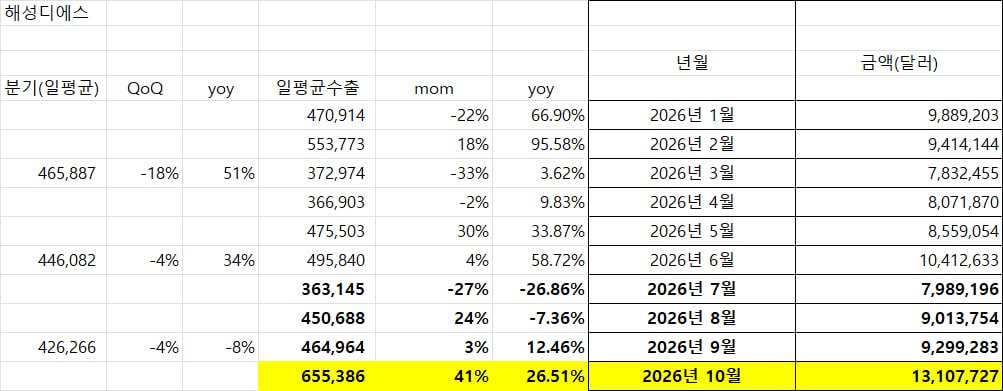 해성디에스
년월 금액(달러)
분기(일평균) QoQ yoy 일평균수출 mom yoy
470,914 -22% 66.90% 2026년 1월 9,889,203
553,773 18% 95.58% 2026년 2월 9,414,144
465,887 -18% 51% 372,974 -33% 3.62% 2026년 3월 7,832,455
366,903 -2% 9.83% 2026년 4월 8,071,870
475,503 30% 33.87% 2026년 5월 8,559,054
446,082 -4% 34% 495,840 4% 58.72% 2026년 6월 10,412,633
363,145 -27% -26.86% 2026년 7월 7,989,196
450,688 24% -7.36% 2026년 8월 9,013,754
426,266 -4% -8% 464,964 3% 12.46% 2026년 9월 9,299,283
655,386 41% 26.51% 2026년 10월 13,107,727